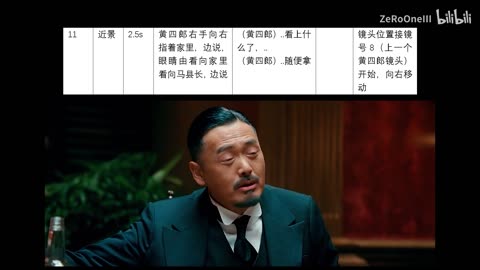 ZeRoOneIII bilibili
11 近景 2.5s 黄四郎右手向右 （黄四郎）..看上什 镜头位置接镜
指着家里，边说， 么了，.. 号 8（上一个
眼睛由看向家里 （黄四郎）..随便拿 黄四郎镜头）
看向马县长，边说 开始，向右移
动